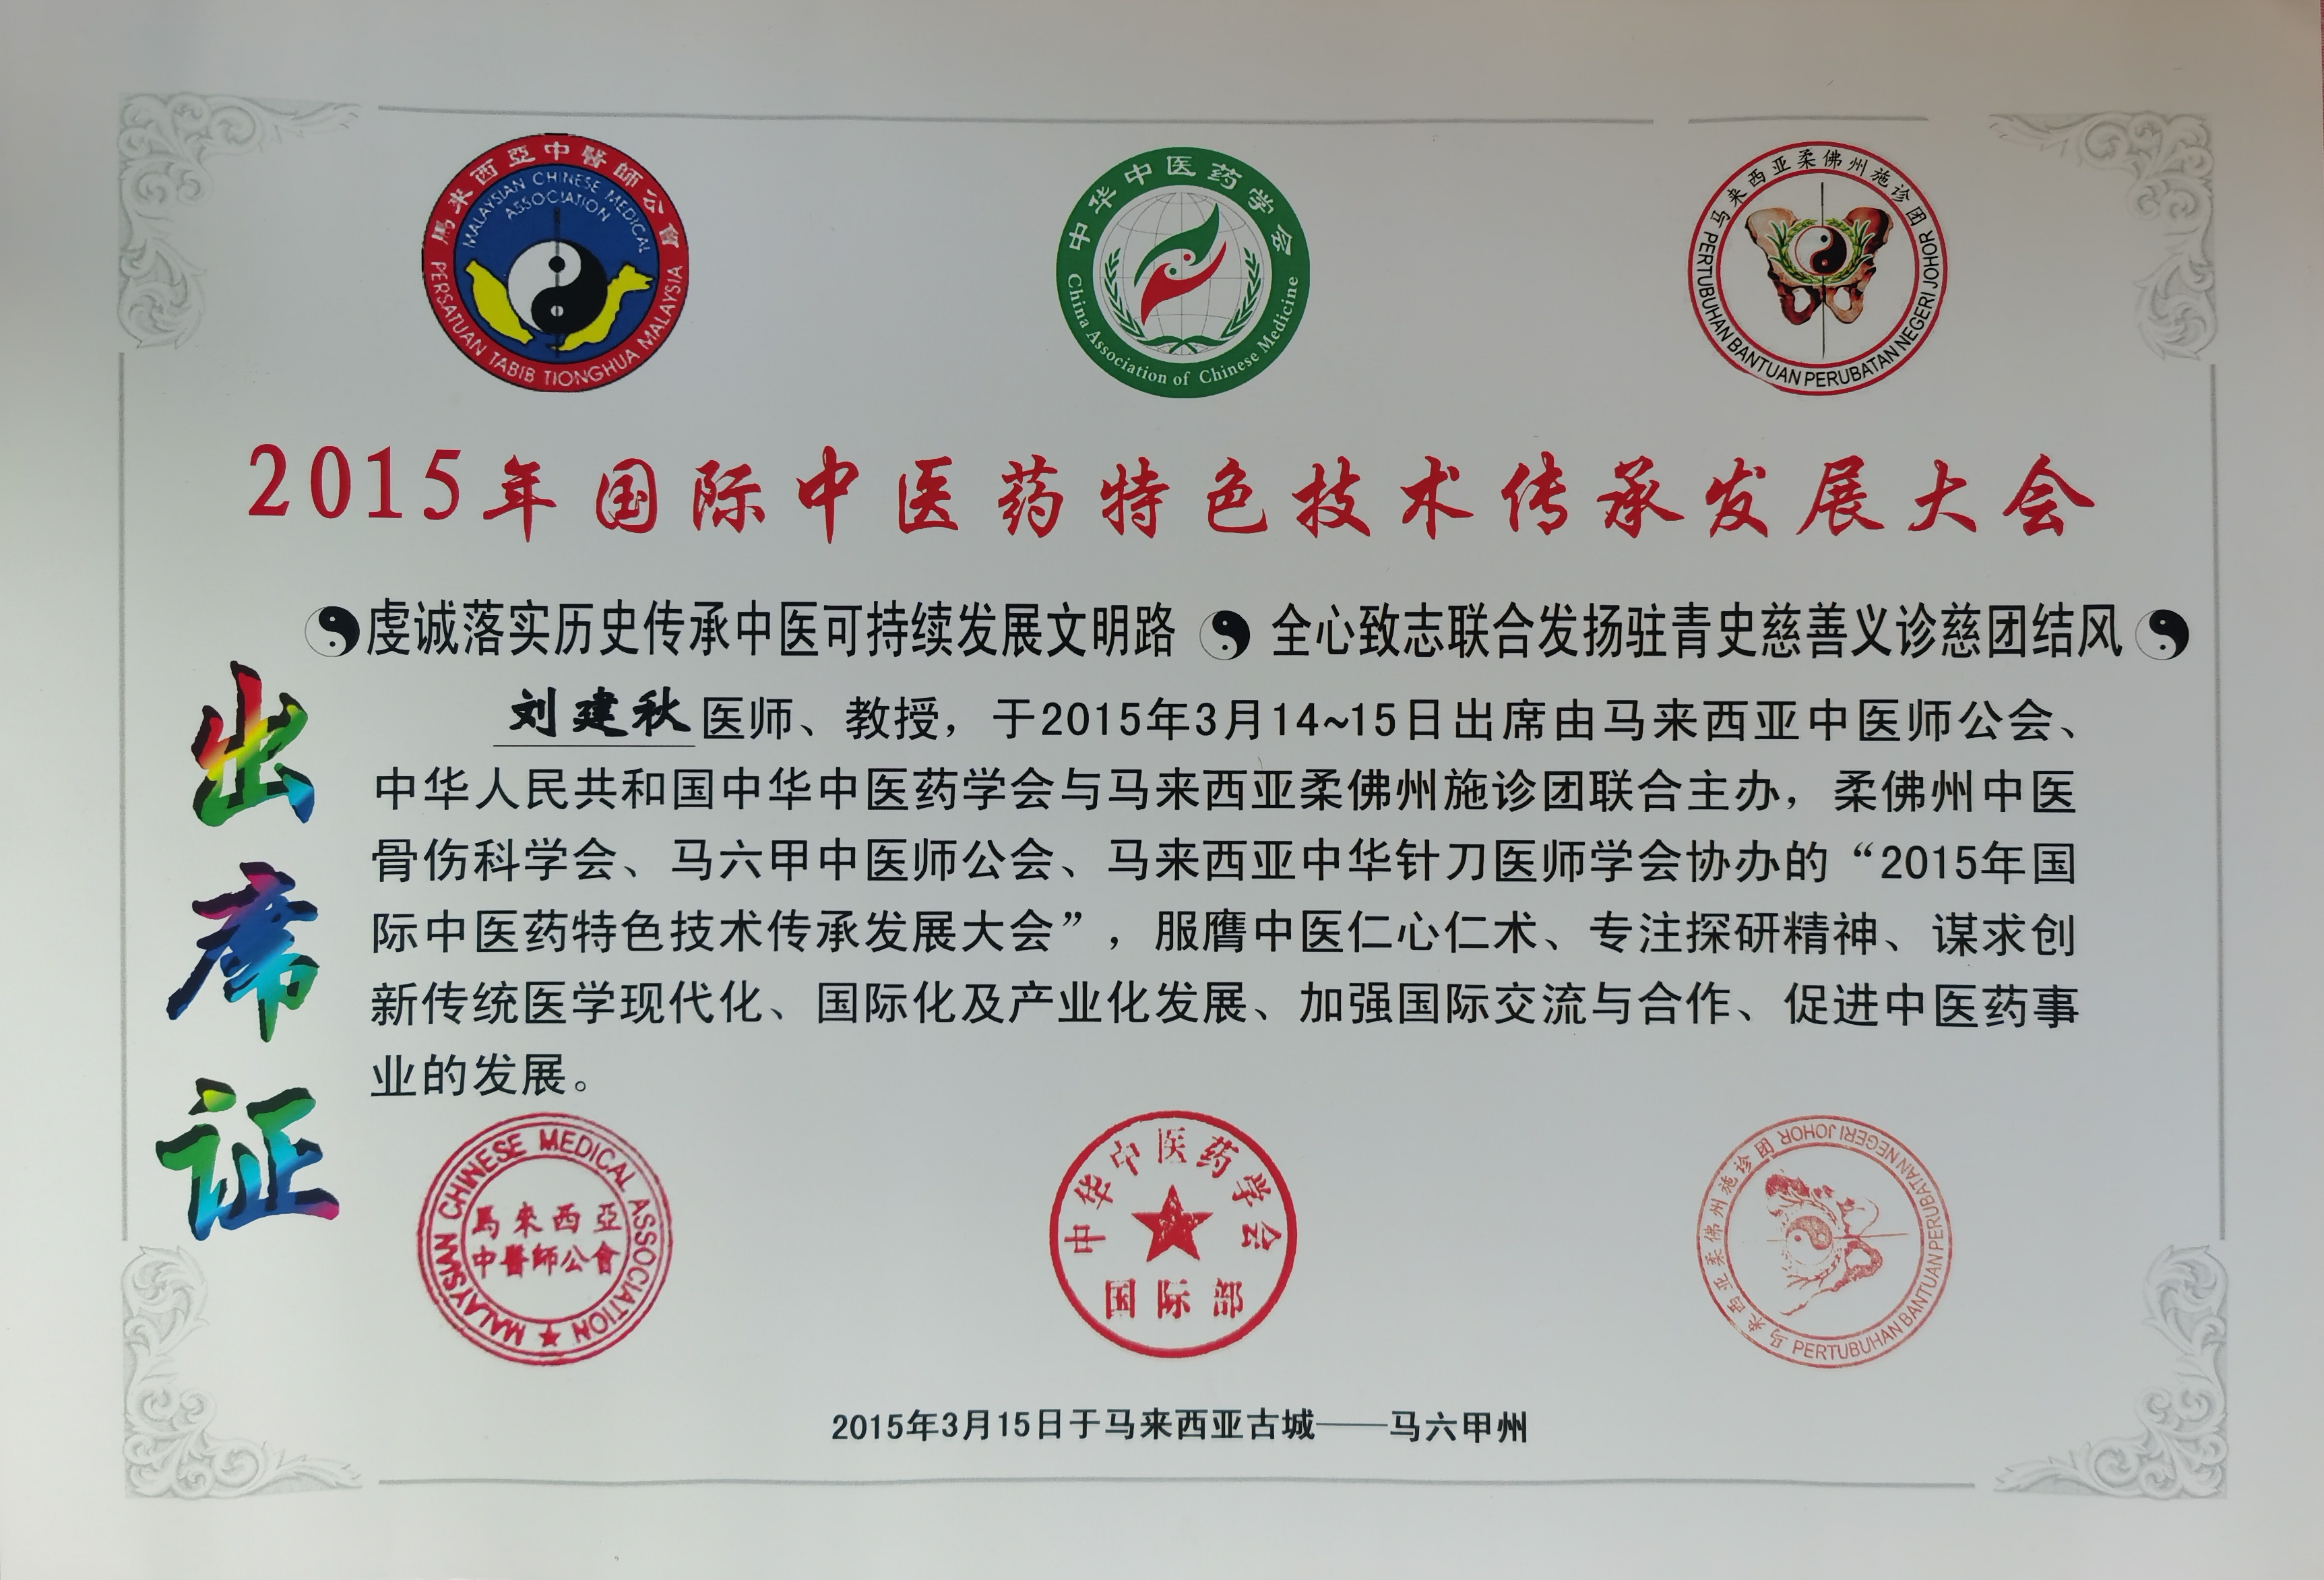 馬来西亞中醫師公會
MALAYSIAN CHINESE MEDICAL
ASSOCIATION
PERSATUAN TABIB TIONGHUA MALAYSIA
中华中医药学会
China Association of Chinese Medicine
马来西亚柔佛州施诊团
PERTUBUHAN BANTUAN PERUBATAN NEGERI JOHOR
2015年国际中医药特色技术传承发展大会
虔诚落实历史传承中医可持续发展文明路 全心致志联合发扬驻青史慈善义诊慈团结风
出席证
刘建秋医师、教授，于2015年3月14~15日出席由马来西亚中医师公会、
中华人民共和国中华中医药学会与马来西亚柔佛州施诊团联合主办，柔佛州中医
骨伤科学会、马六甲中医师公会、马来西亚中华针刀医师学会协办的“2015年国
际中医药特色技术传承发展大会”，服膺中医仁心仁术、专注探研精神、谋求创
新传统医学现代化、国际化及产业化发展、加强国际交流与合作、促进中医药事
业的发展。
MALAYSIAN CHINESE MEDICAL ASSOCIATION
馬來西亞
中醫師公會
中华中医药学会
国际部
马来西亚柔佛州施诊团
PERTUBUHAN BANTUAN PERUBATAN NEGERI JOHOR
2015年3月15日于马来西亚古城——马六甲州